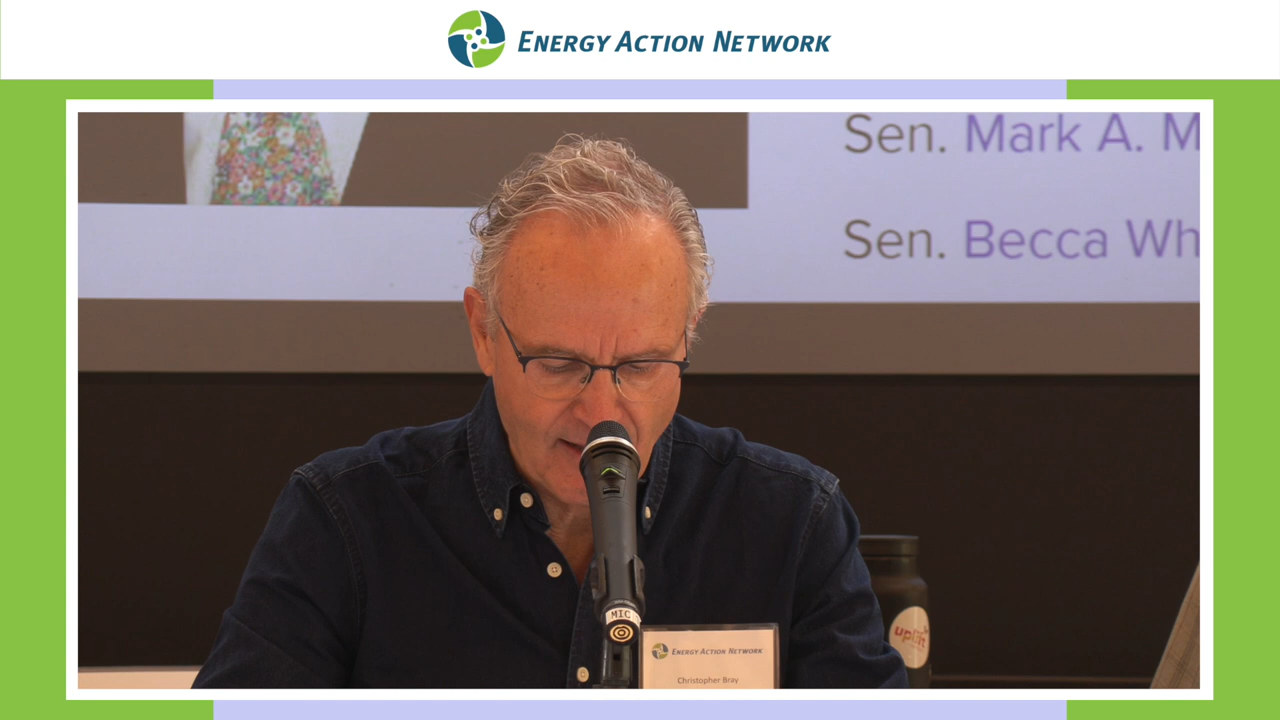 ENERGY ACTION NETWORK
Sen. Mark A. M
Sen. Becca Wh
MIC
ENERGY ACTION NETWORK
Christopher Bray